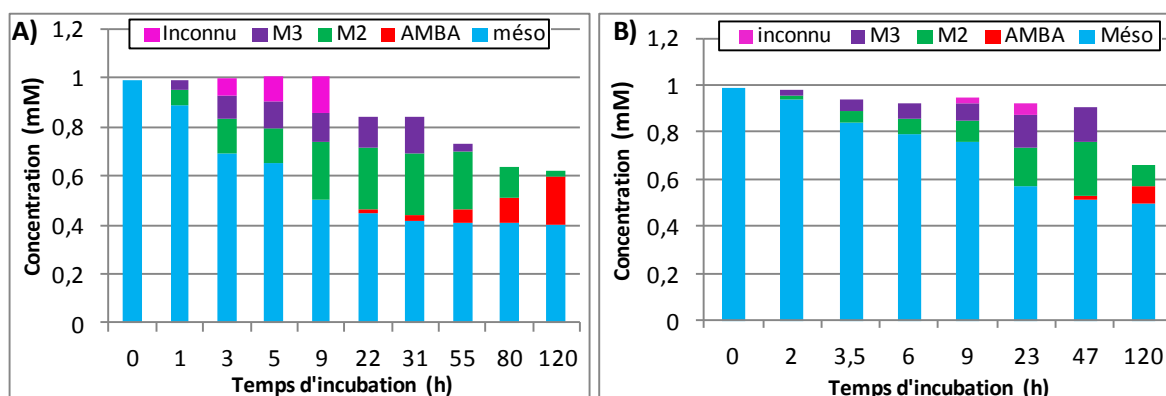 A)
1,2
Inconnu M3 M2 AMBA méso
1
0,8
0,6
0,4
0,2
0
Concentration (mM)
0 1 3 5 9 22 31 55 80 120
Temps d'incubation (h)
B)
1,2
inconnu M3 M2 AMBA Méso
1
0,8
0,6
0,4
0,2
0
Concentration (mM)
0 2 3,5 6 9 23 47 120
Temps d'incubation (h)